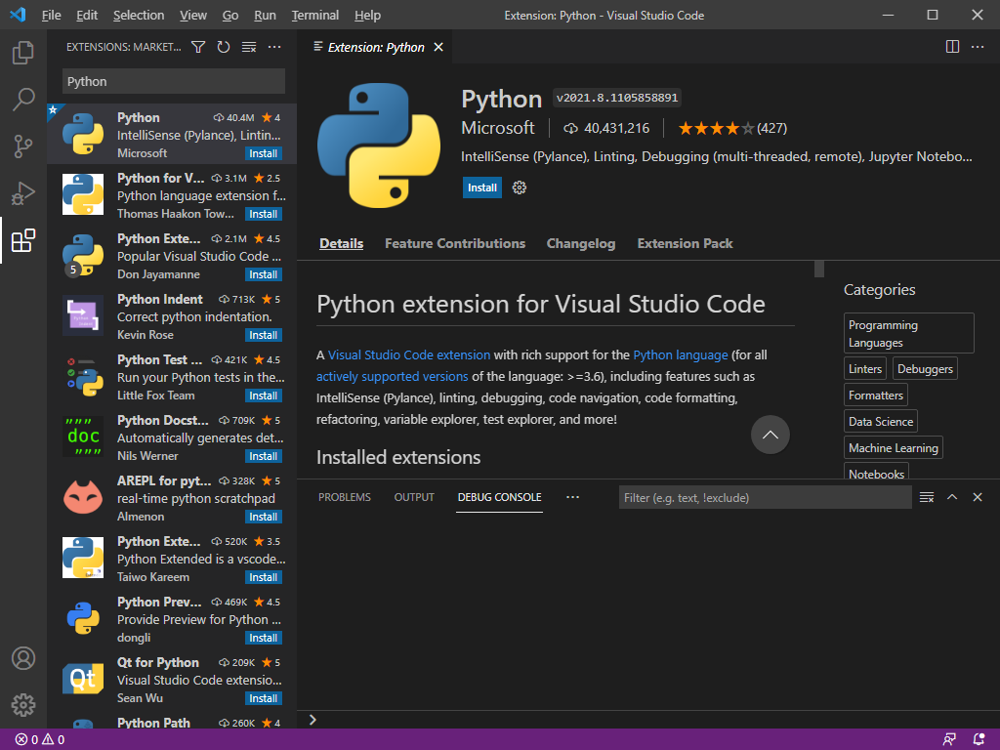 File Edit Selection View Go Run Terminal Help
Extension: Python - Visual Studio Code
EXTENSIONS: MARKET...
Python
Python 40.4M 4
IntelliSense (Pylance), Lintin...
Microsoft Install
Python for V... 3.1M 2.5
Python language extension f...
Thomas Haakon Tow... Install
Python Exte... 2.1M 4.5
Popular Visual Studio Code ...
5
Don Jayamanne Install
Python Indent 713K 5
Correct python indentation.
Kevin Rose Install
Python Test ... 421K 4.5
Run your Python tests in the...
Little Fox Team Install
Python Docst... 709K 5
""" doc """
Automatically generates det...
Nils Werner Install
AREPL for pyt... 328K 5
real-time python scratchpad
Almenon Install
Python Exte... 520K 3.5
Python Extended is a vscode...
Taiwo Kareem Install
Python Prev... 469K 4.5
Provide Preview for Python ...
dongli Install
Qt for Python 209K 5
Qt
Visual Studio Code extensio...
Sean Wu Install
Python Path 260K 4
Extension: Python
Python v2021.8.1105858891
Microsoft 40,431,216 (427)
IntelliSense (Pylance), Linting, Debugging (multi-threaded, remote), Jupyter Notebo...
Install
Details Feature Contributions Changelog Extension Pack
Python extension for Visual Studio Code
A Visual Studio Code extension with rich support for the Python language (for all
actively supported versions of the language: >=3.6), including features such as
IntelliSense (Pylance), linting, debugging, code navigation, code formatting,
refactoring, variable explorer, test explorer, and more!
Installed extensions
Categories
Programming
Languages
Linters Debuggers
Formatters
Data Science
Machine Learning
Notebooks
PROBLEMS OUTPUT DEBUG CONSOLE ...
Filter (e.g. text, !exclude)
0 0